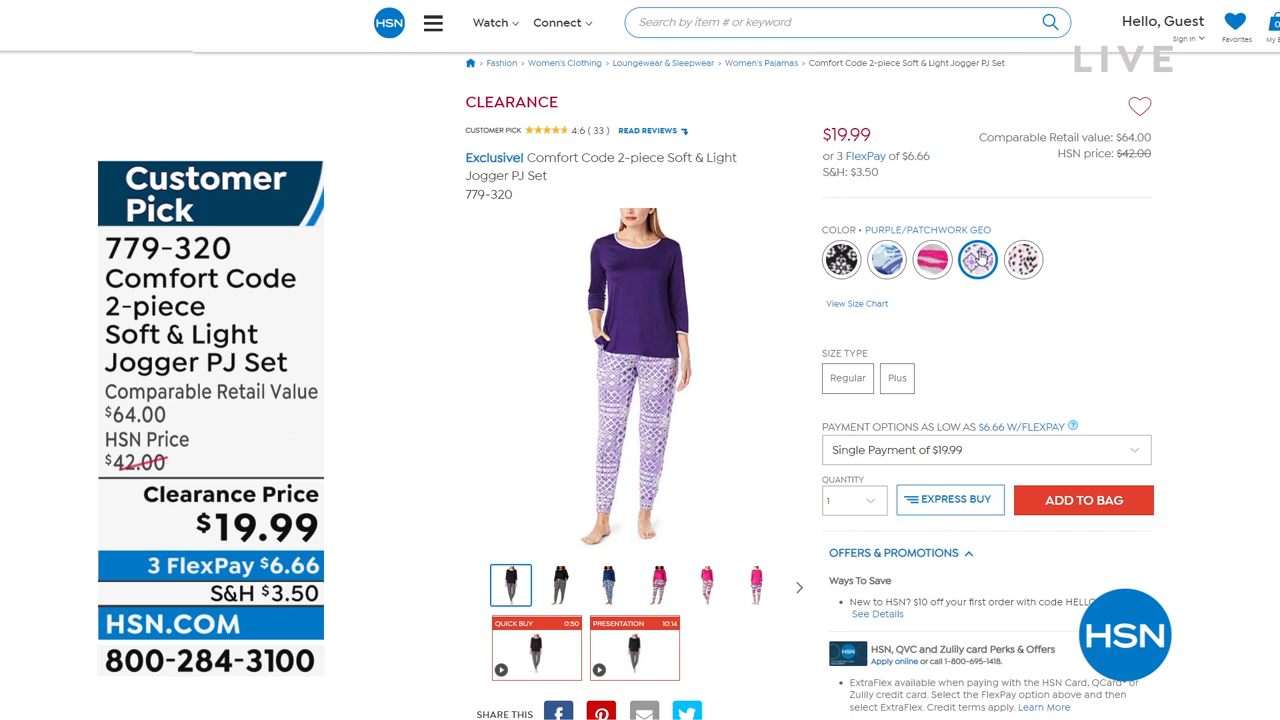 HSN
Watch
Connect
Search by item # or keyword
Hello, Guest
Sign In
Favorites
LIVE
> Fashion > Women's Clothing > Loungewear & Sleepwear > Women's Pajamas > Comfort Code 2-piece Soft & Light Jogger PJ Set
CLEARANCE
CUSTOMER PICK 4.6 ( 33 ) READ REVIEWS
Exclusive! Comfort Code 2-piece Soft & Light
Jogger PJ Set
779-320
$19.99
or 3 FlexPay of $6.66
S&H: $3.50
Comparable Retail value: $64.00
HSN price: $42.00
COLOR • PURPLE/PATCHWORK GEO
View Size Chart
SIZE TYPE
Regular
Plus
PAYMENT OPTIONS AS LOW AS $6.66 W/FLEXPAY ?
Single Payment of $19.99
QUANTITY
1
EXPRESS BUY
ADD TO BAG
OFFERS & PROMOTIONS
Ways To Save
• New to HSN? $10 off your first order with code
See Details
HSN, QVC and Zulily card Perks & Offers
Apply online or call 1-800-695-1418.
• ExtraFlex available when paying with the HSN Card, QCard® or
Zulily credit card. Select the FlexPay option above and then
select ExtraFlex. Credit terms apply. Learn More
HSN
QUICK BUY 0:50
PRESENTATION 10:14
SHARE THIS
Customer
Pick
779-320
Comfort Code
2-piece
Soft & Light
Jogger PJ Set
Comparable Retail Value
$64.00
HSN Price
$42.00
Clearance Price
$19.99
3 FlexPay $6.66
S&H $3.50
HSN.COM
800-284-3100